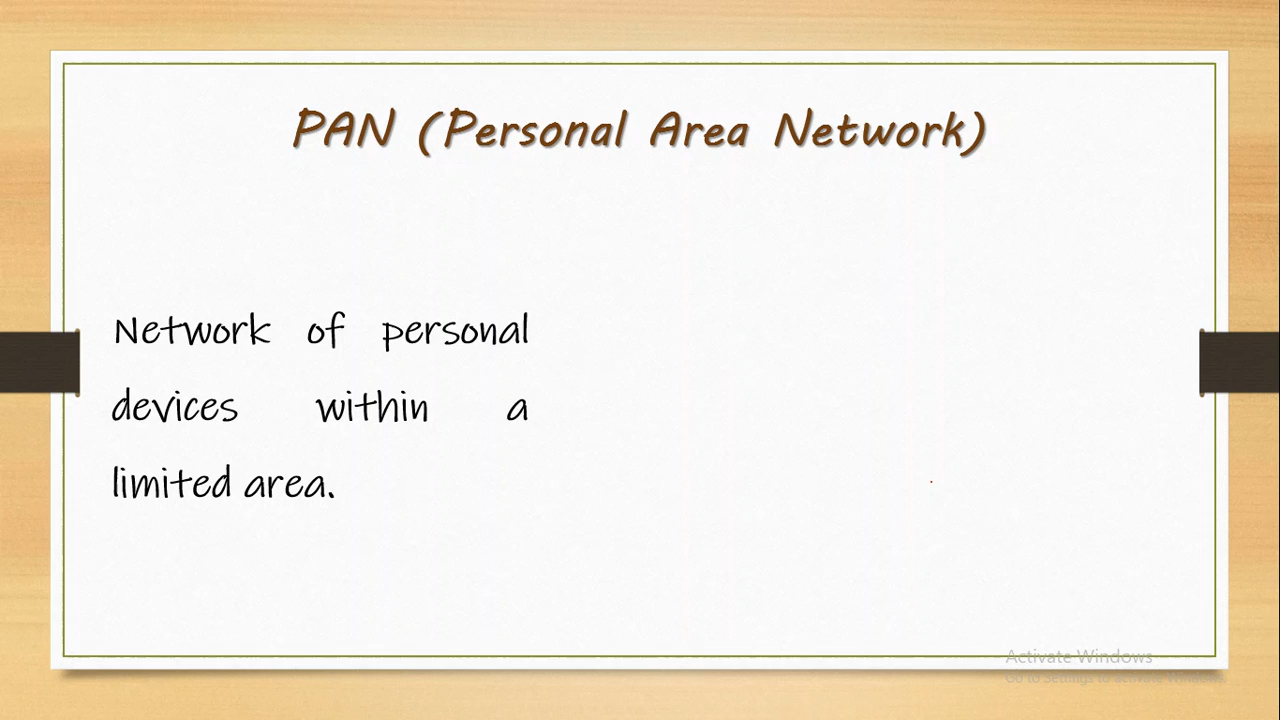 PAN (Personal Area Network)
Network of personal
devices within a
limited area.
Activate Windows
Go to Settings to activate Windows.